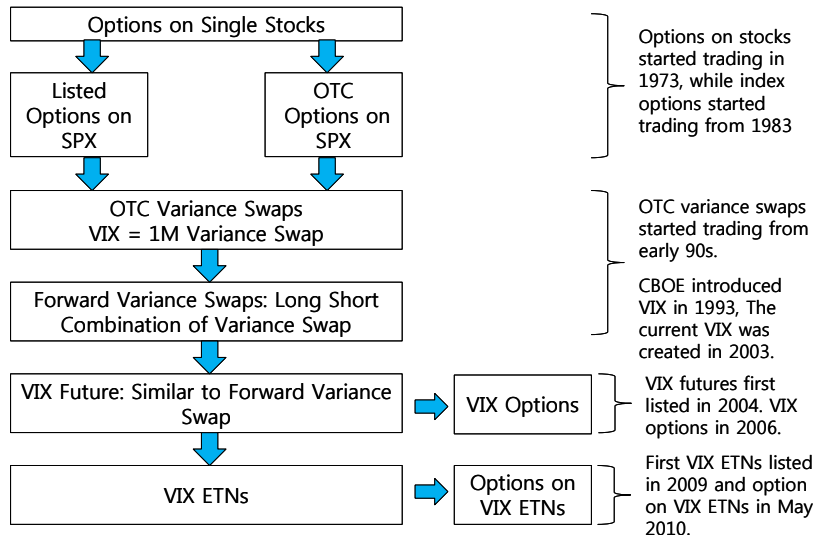 Options on Single Stocks
Options on stocks
started trading in
1973, while index
options started
trading from 1983
Listed
Options on
SPX
OTC
Options on
SPX
OTC Variance Swaps
VIX = 1M Variance Swap
OTC variance swaps
started trading from
early 90s.
CBOE introduced
VIX in 1993, The
current VIX was
created in 2003.
Forward Variance Swaps: Long Short
Combination of Variance Swap
VIX Future: Similar to Forward Variance
Swap
VIX Options
VIX futures first
listed in 2004. VIX
options in 2006.
VIX ETNs
Options on
VIX ETNs
First VIX ETNs listed
in 2009 and option
on VIX ETNs in May
2010.